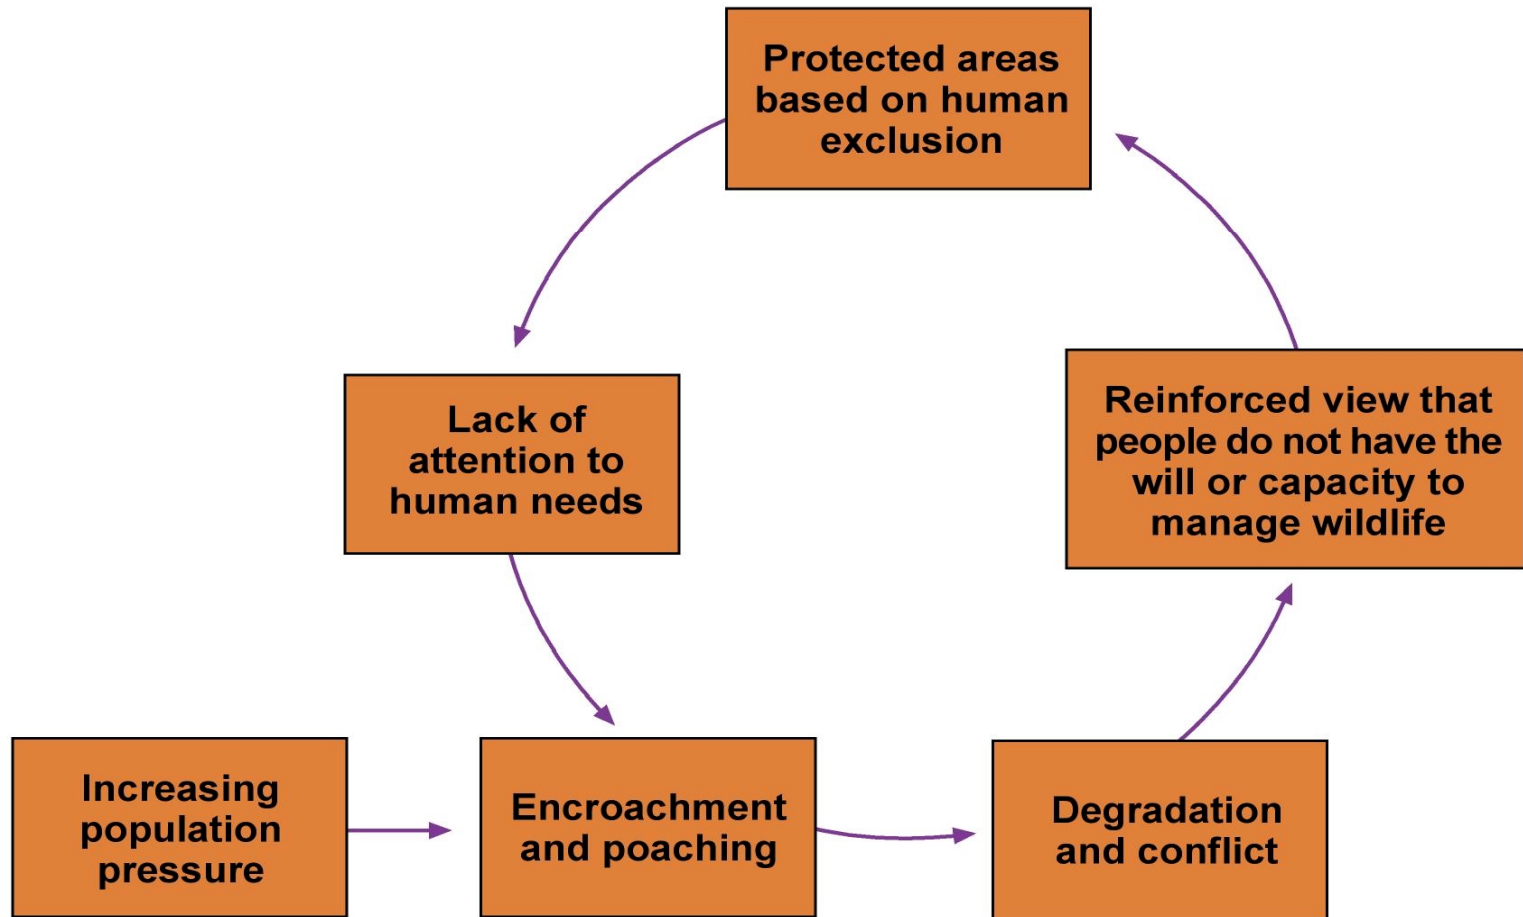 Protected areas
based on human
exclusion
Lack of
attention to
human needs
Reinforced view that
people do not have the
will or capacity to
manage wildlife
Increasing
population
pressure
Encroachment
and poaching
Degradation
and conflict